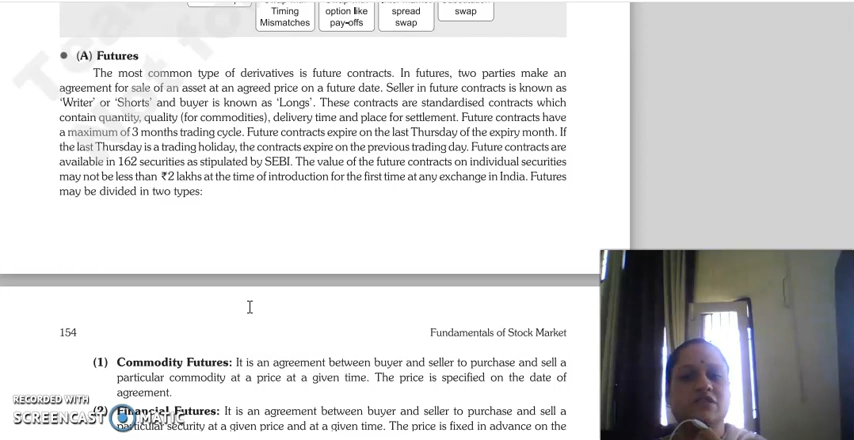 Timing
Mismatches
option like
pay-offs
spread
swap
swap
(A) Futures
The most common type of derivatives is future contracts. In futures, two parties make an
agreement for sale of an asset at an agreed price on a future date. Seller in future contracts is known as
‘Writer’ or ‘Shorts’ and buyer is known as ‘Longs’. These contracts are standardised contracts which
contain quantity, quality (for commodities), delivery time and place for settlement. Future contracts have
a maximum of 3 months trading cycle. Future contracts expire on the last Thursday of the expiry month. If
the last Thursday is a trading holiday, the contracts expire on the previous trading day. Future contracts are
available in 162 securities as stipulated by SEBI. The value of the future contracts on individual securities
may not be less than ₹2 lakhs at the time of introduction for the first time at any exchange in India. Futures
may be divided in two types:
154
Fundamentals of Stock Market
(1) Commodity Futures: It is an agreement between buyer and seller to purchase and sell a
particular commodity at a price at a given time. The price is specified on the date of
agreement.
(2) Financial Futures: It is an agreement between buyer and seller to purchase and sell a
particular security at a given price and at a given time. The price is fixed in advance on the
RECORDED WITH
SCREENCAST MATIC